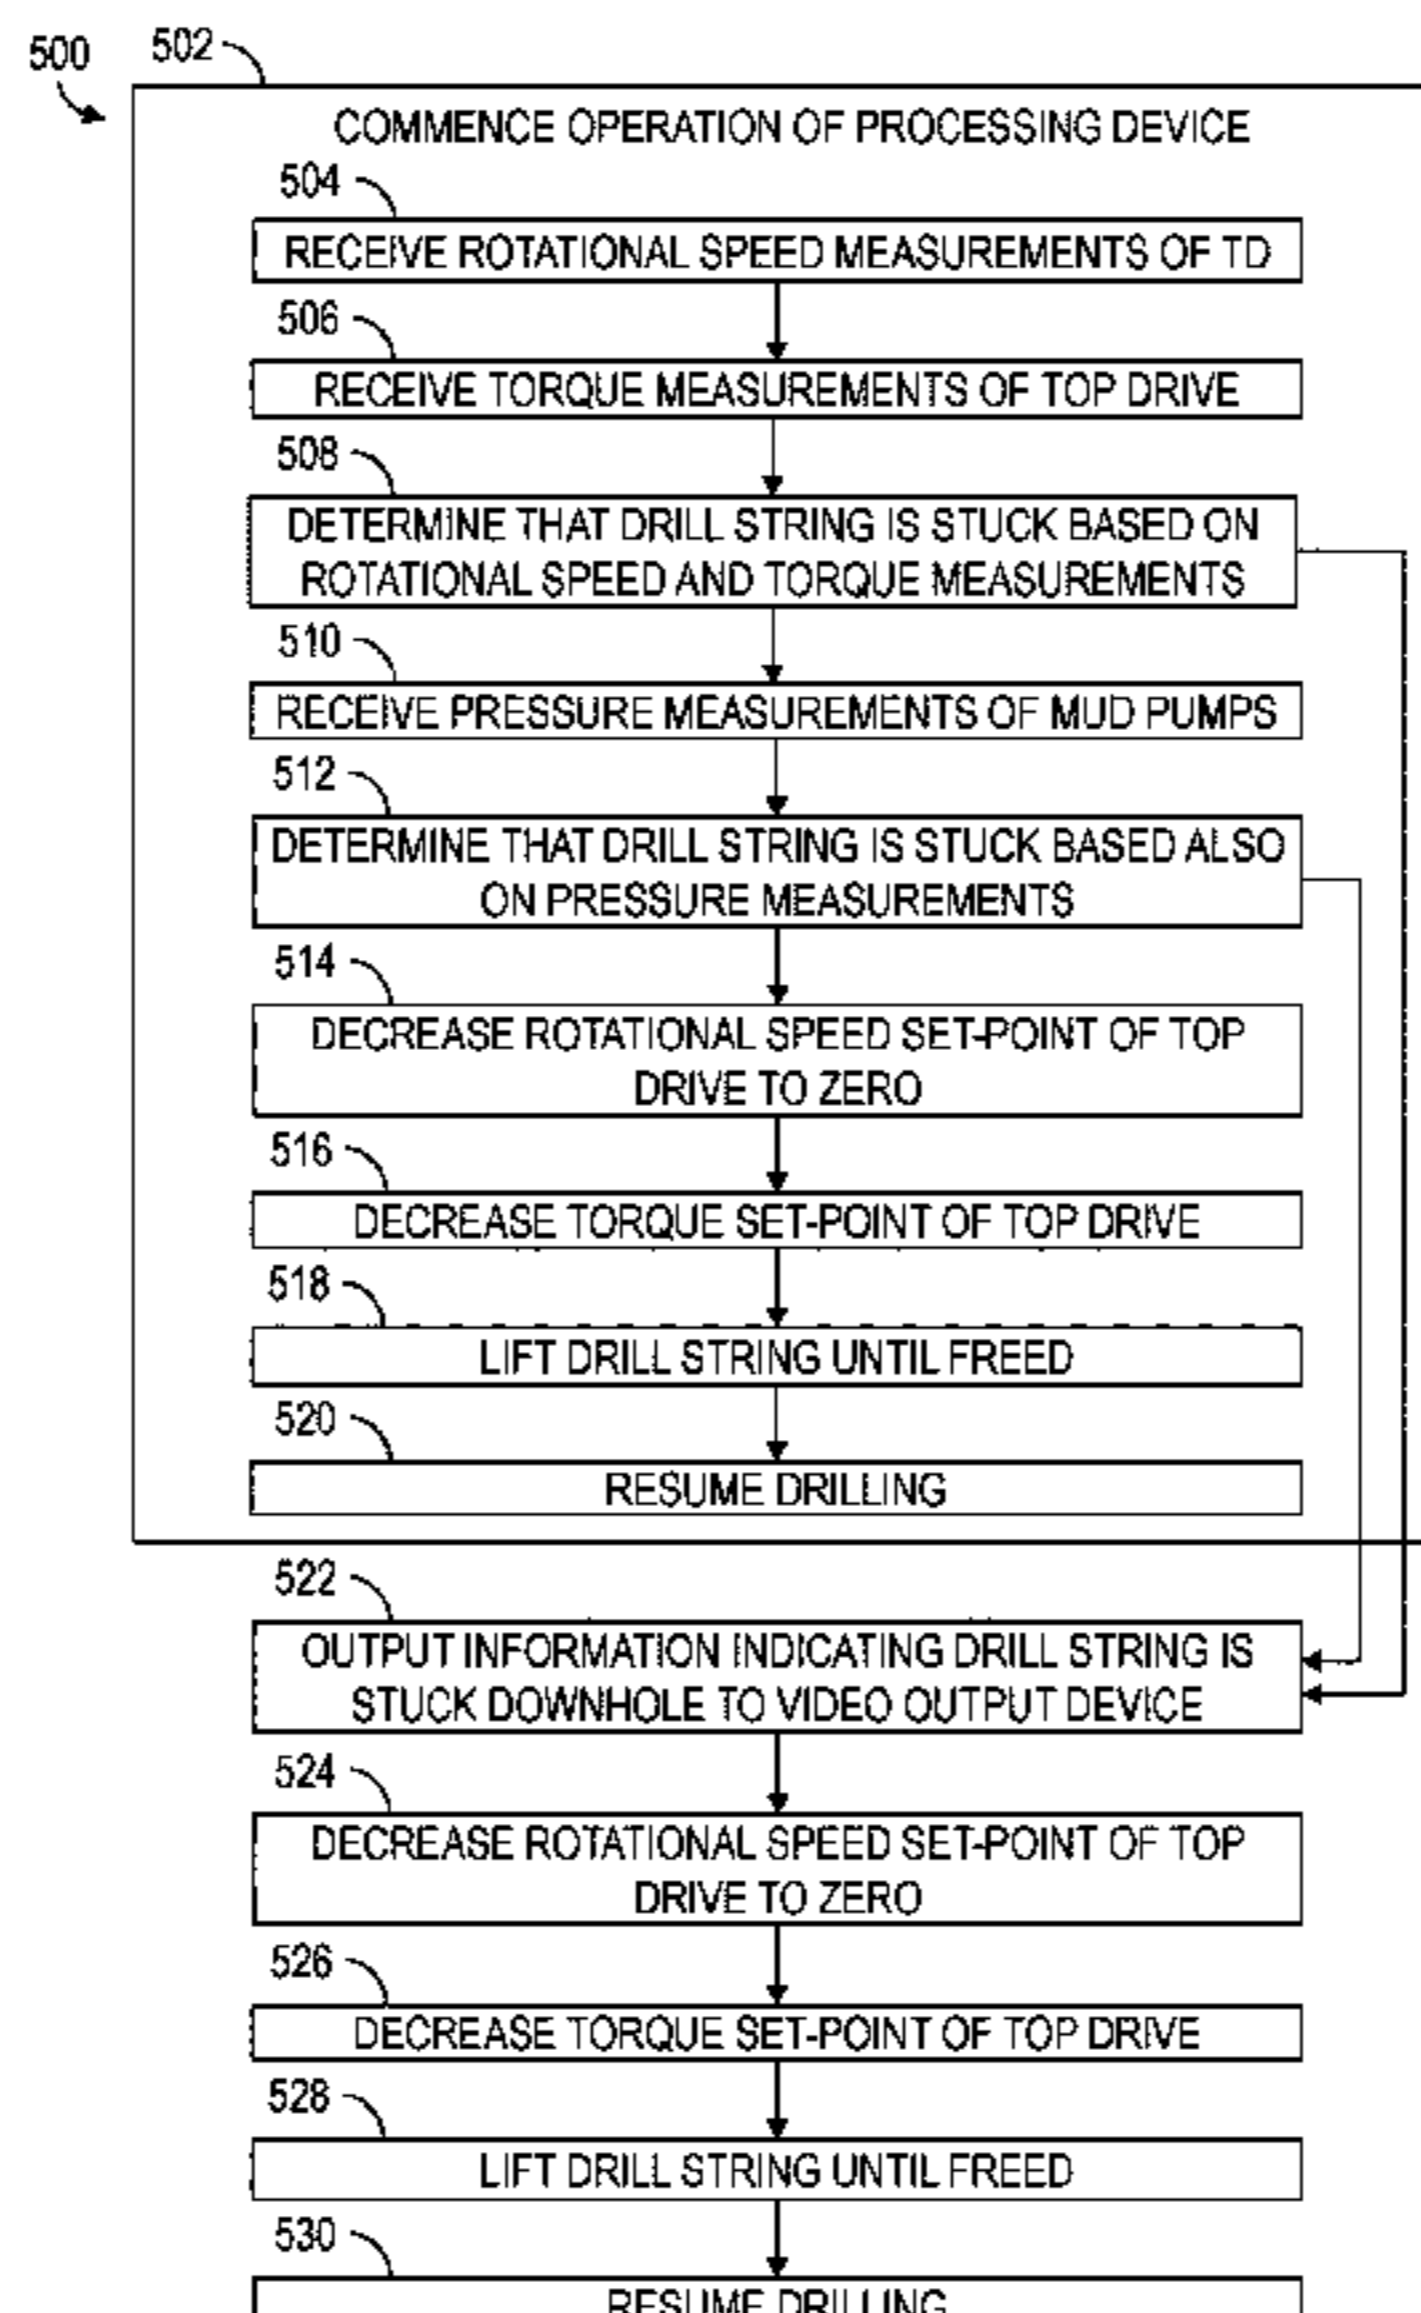 500
502
COMMENCE OPERATION OF PROCESSING DEVICE
504
RECEIVE ROTATIONAL SPEED MEASUREMENTS OF TD
506
RECEIVE TORQUE MEASUREMENTS OF TOP DRIVE
508
DETERMINE THAT DRILL STRING IS STUCK BASED ON
ROTATIONAL SPEED AND TORQUE MEASUREMENTS
510
RECEIVE PRESSURE MEASUREMENTS OF MUD PUMPS
512
DETERMINE THAT DRILL STRING IS STUCK BASED ALSO
ON PRESSURE MEASUREMENTS
514
DECREASE ROTATIONAL SPEED SET-POINT OF TOP
DRIVE TO ZERO
516
DECREASE TORQUE SET-POINT OF TOP DRIVE
518
LIFT DRILL STRING UNTIL FREED
520
RESUME DRILLING
522
OUTPUT INFORMATION INDICATING DRILL STRING IS
STUCK DOWNHOLE TO VIDEO OUTPUT DEVICE
524
DECREASE ROTATIONAL SPEED SET-POINT OF TOP
DRIVE TO ZERO
526
DECREASE TORQUE SET-POINT OF TOP DRIVE
528
LIFT DRILL STRING UNTIL FREED
530
RESUME DRILLING